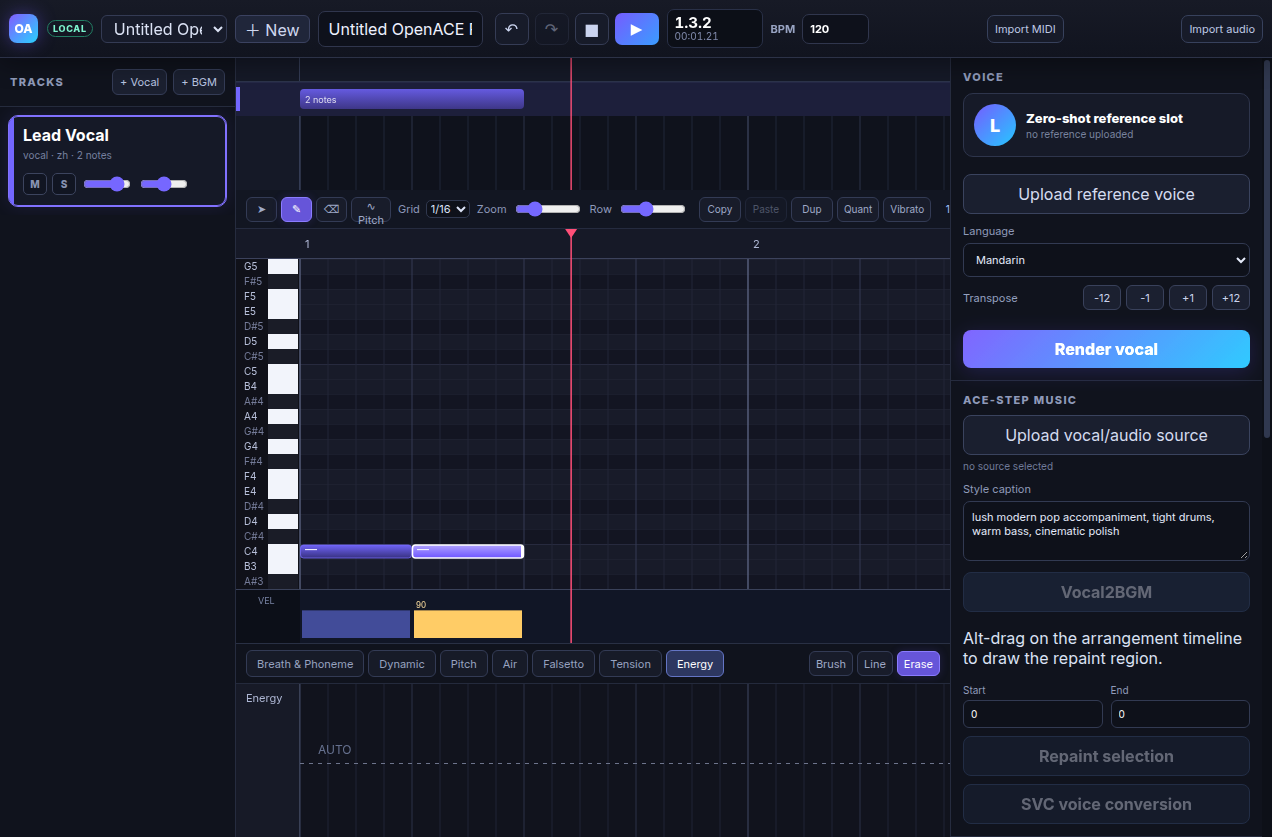 OA
LOCAL
Untitled Ope
+ New
Untitled OpenACE
1.3.2
00:01.21
BPM
120
Import MIDI
Import audio
TRACKS
+ Vocal
+ BGM
Lead Vocal
vocal · zh · 2 notes
M
S
2 notes
Pitch
Grid
1/16
Zoom
Row
Copy
Paste
Dup
Quant
Vibrato
1
1
2
G5
F#5
F5
E5
D#5
D5
C#5
C5
B4
A#4
A4
G#4
G4
F#4
F4
E4
D#4
D4
C#4
C4
B3
A#3
VEL
90
Breath & Phoneme
Dynamic
Pitch
Air
Falsetto
Tension
Energy
Brush
Line
Erase
Energy
AUTO
VOICE
L
Zero-shot reference slot
no reference uploaded
Upload reference voice
Language
Mandarin
Transpose
-12
-1
+1
+12
Render vocal
ACE-STEP MUSIC
Upload vocal/audio source
no source selected
Style caption
lush modern pop accompaniment, tight drums,
warm bass, cinematic polish
Vocal2BGM
Alt-drag on the arrangement timeline
to draw the repaint region.
Start
End
0
0
Repaint selection
SVC voice conversion